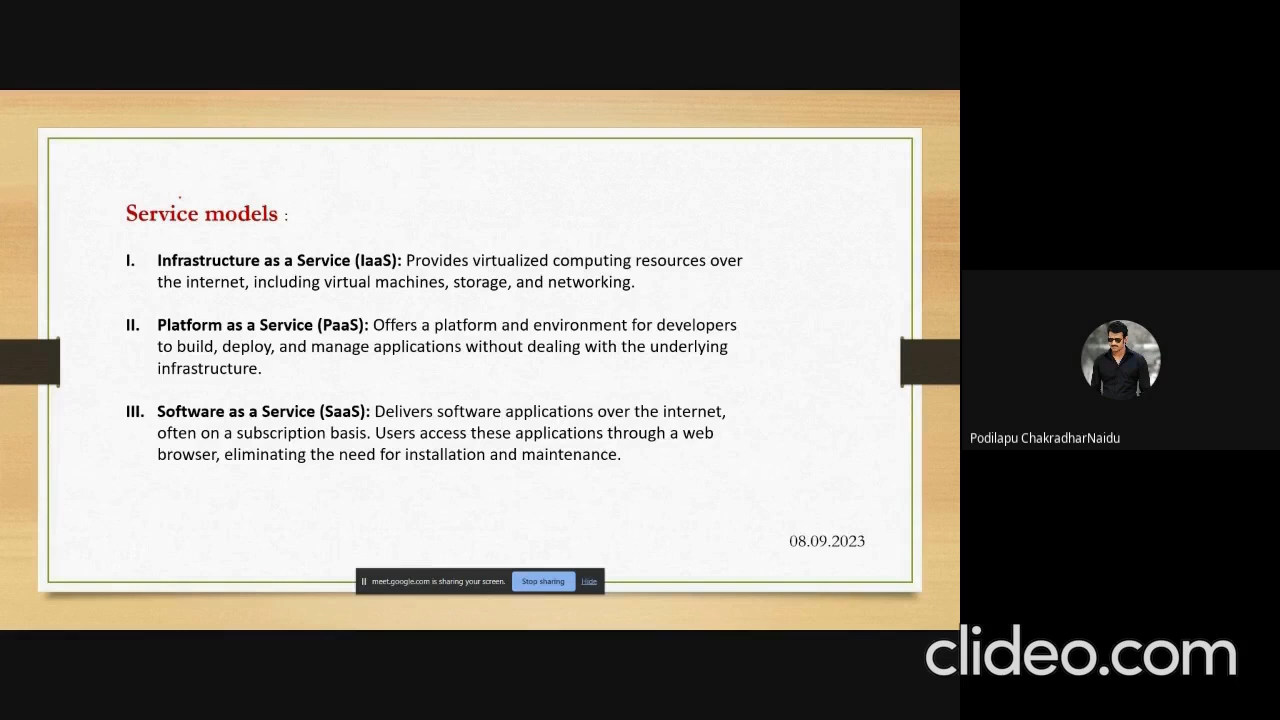 Service models :
I. Infrastructure as a Service (IaaS): Provides virtualized computing resources over
the internet, including virtual machines, storage, and networking.
II. Platform as a Service (PaaS): Offers a platform and environment for developers
to build, deploy, and manage applications without dealing with the underlying
infrastructure.
III. Software as a Service (SaaS): Delivers software applications over the internet,
often on a subscription basis. Users access these applications through a web
browser, eliminating the need for installation and maintenance.
08.09.2023
meet.google.com is sharing your screen. Stop sharing Hide
Podilapu ChakradharNaidu
clideo.com